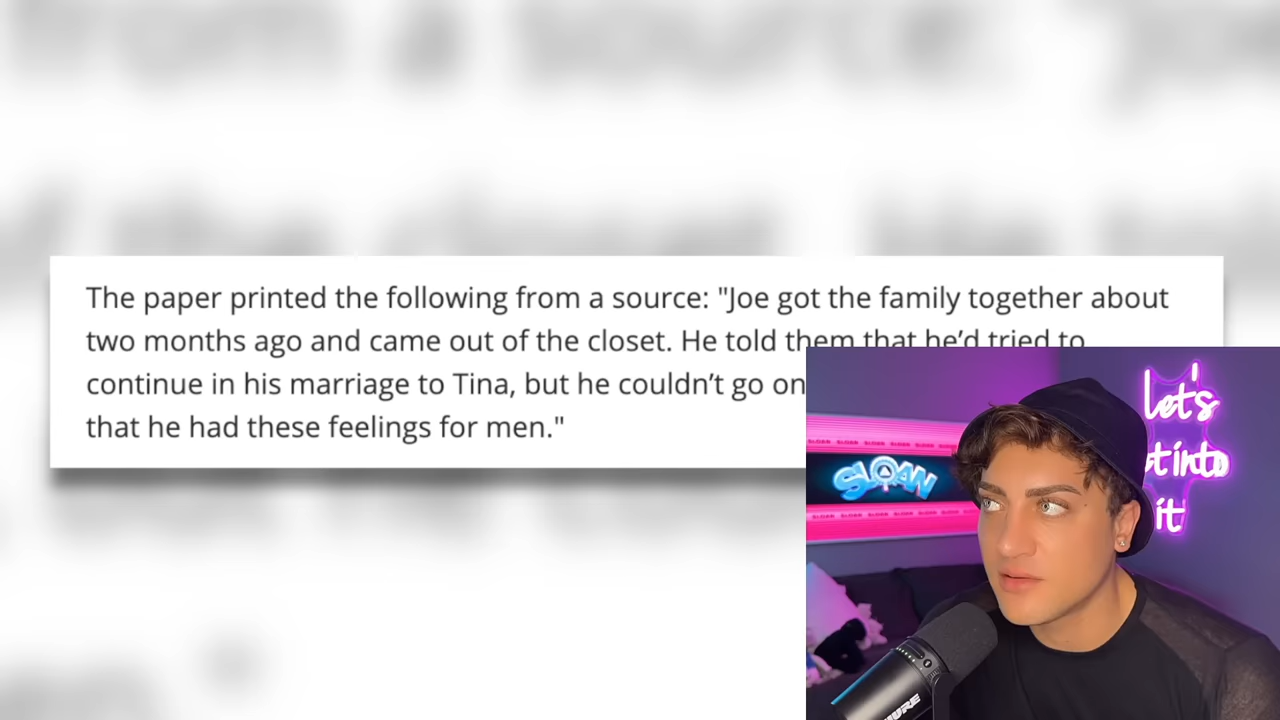 The paper printed the following from a source: "Joe got the family together about
two months ago and came out of the closet. He told them that he'd tried to
continue in his marriage to Tina, but he couldn't go on
that he had these feelings for men."
SLOAN
let's
it
SHURE